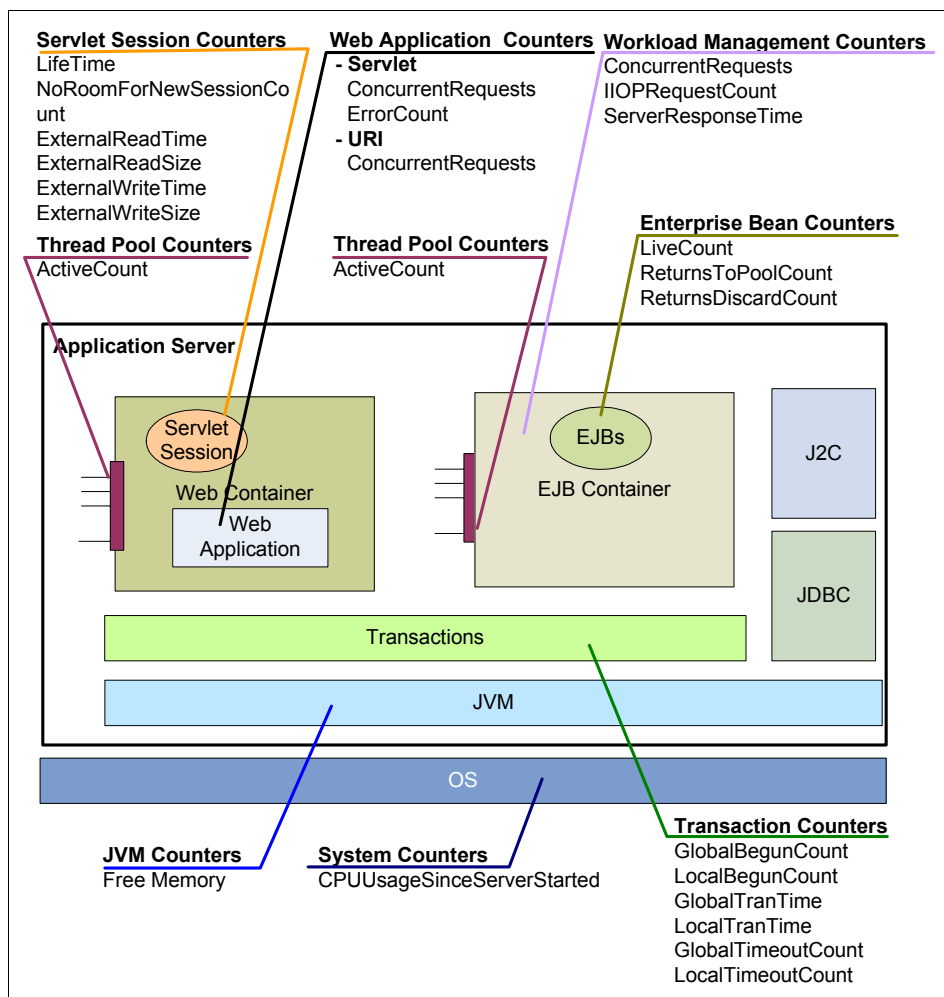 Servlet Session Counters
LifeTime
NoRoomForNewSessionCo
unt
ExternalReadTime
ExternalReadSize
ExternalWriteTime
ExternalWriteSize
Thread Pool Counters
ActiveCount
Web Application Counters
- Servlet
ConcurrentRequests
ErrorCount
- URI
ConcurrentRequests
Thread Pool Counters
ActiveCount
Workload Management Counters
ConcurrentRequests
IIOPRequestCount
ServerResponseTime
Enterprise Bean Counters
LiveCount
ReturnsToPoolCount
ReturnsDiscardCount
Application Server
Servlet
Session
Web Container
Web
Application
EJBs
EJB Container
J2C
JDBC
Transactions
JVM
OS
JVM Counters
Free Memory
System Counters
CPUUsageSinceServerStarted
Transaction Counters
GlobalBegunCount
LocalBegunCount
GlobalTranTime
LocalTranTime
GlobalTimeoutCount
LocalTimeoutCount